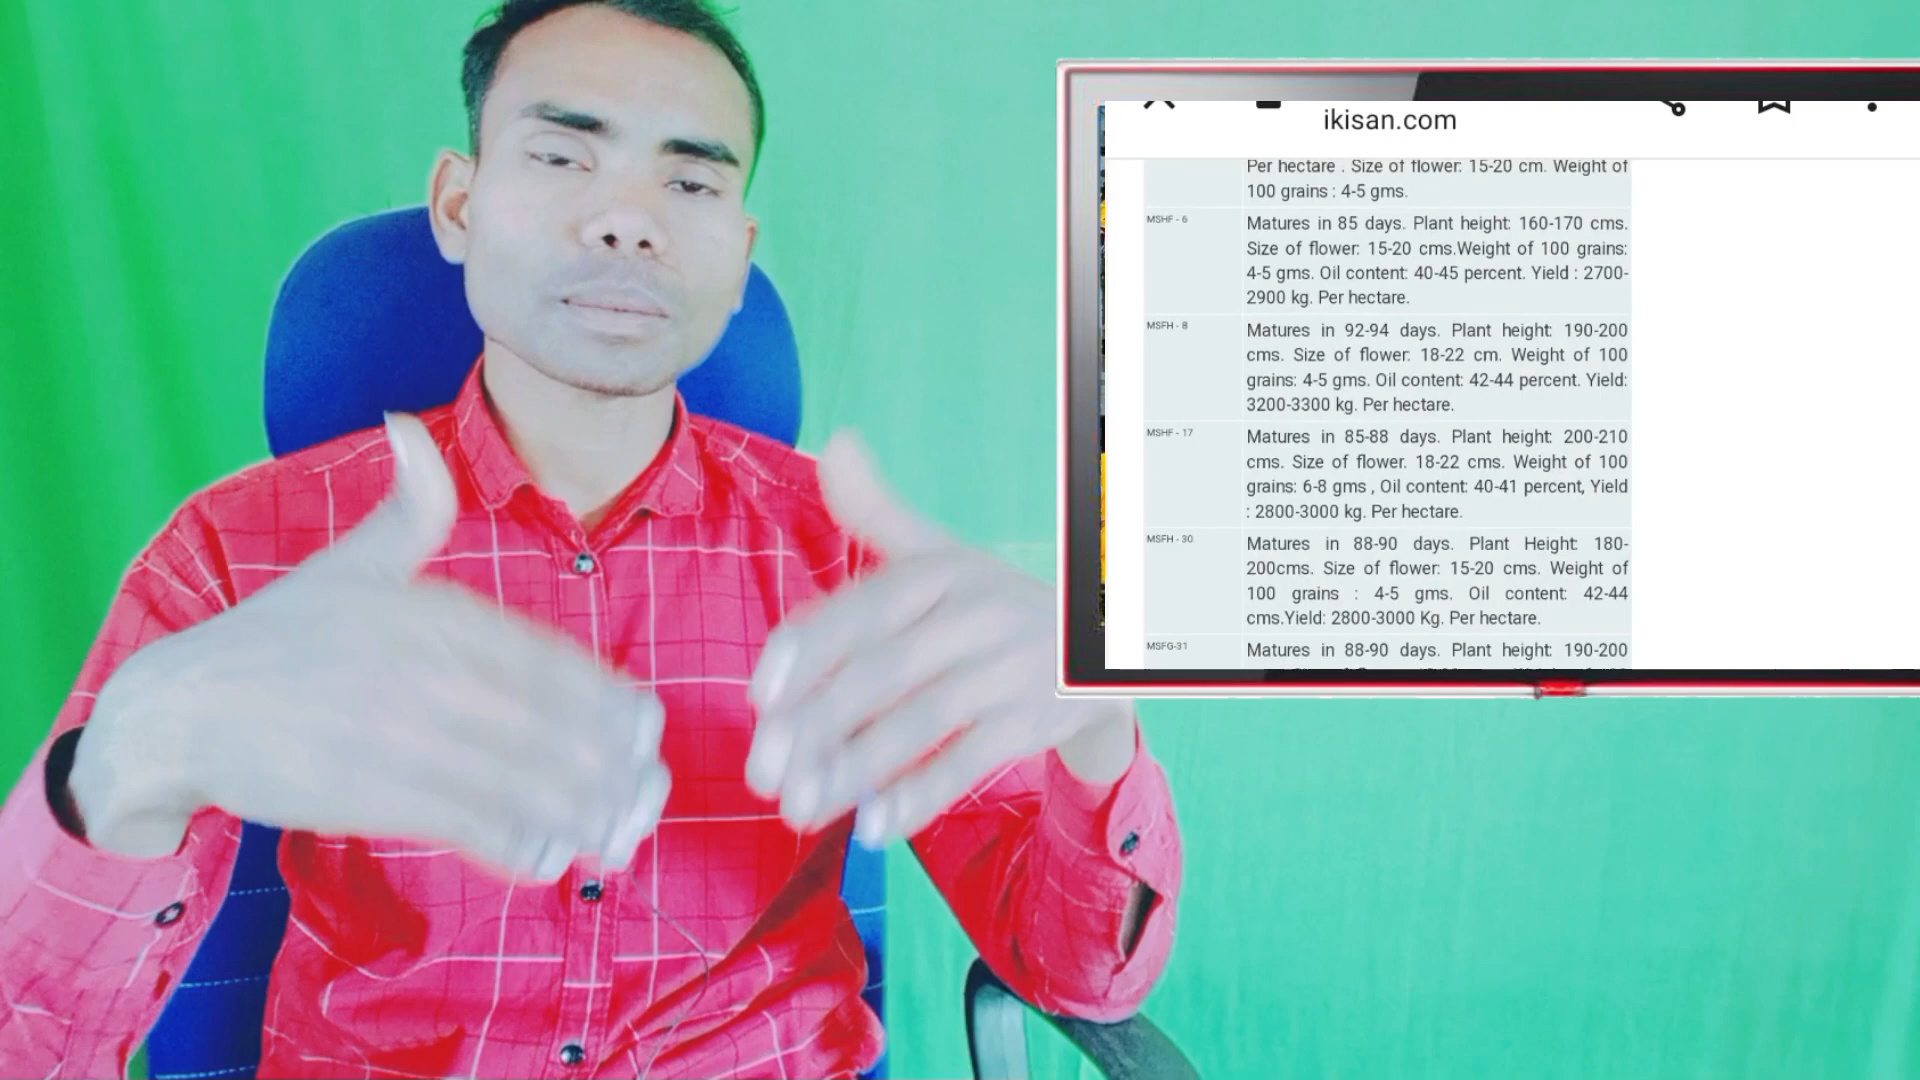 ikisan.com
Per hectare . Size of flower: 15-20 cm. Weight of
100 grains : 4-5 gms.
MSHF - 6
Matures in 85 days. Plant height: 160-170 cms.
Size of flower: 15-20 cms.Weight of 100 grains:
4-5 gms. Oil content: 40-45 percent. Yield : 2700-
2900 kg. Per hectare.
MSFH - 8
Matures in 92-94 days. Plant height: 190-200
cms. Size of flower: 18-22 cm. Weight of 100
grains: 4-5 gms. Oil content: 42-44 percent. Yield:
3200-3300 kg. Per hectare.
MSHF - 17
Matures in 85-88 days. Plant height: 200-210
cms. Size of flower. 18-22 cms. Weight of 100
grains: 6-8 gms , Oil content: 40-41 percent, Yield
: 2800-3000 kg. Per hectare.
MSFH - 30
Matures in 88-90 days. Plant Height: 180-
200cms. Size of flower: 15-20 cms. Weight of
100 grains : 4-5 gms. Oil content: 42-44
cms.Yield: 2800-3000 Kg. Per hectare.
MSFG-31
Matures in 88-90 days. Plant height: 190-200